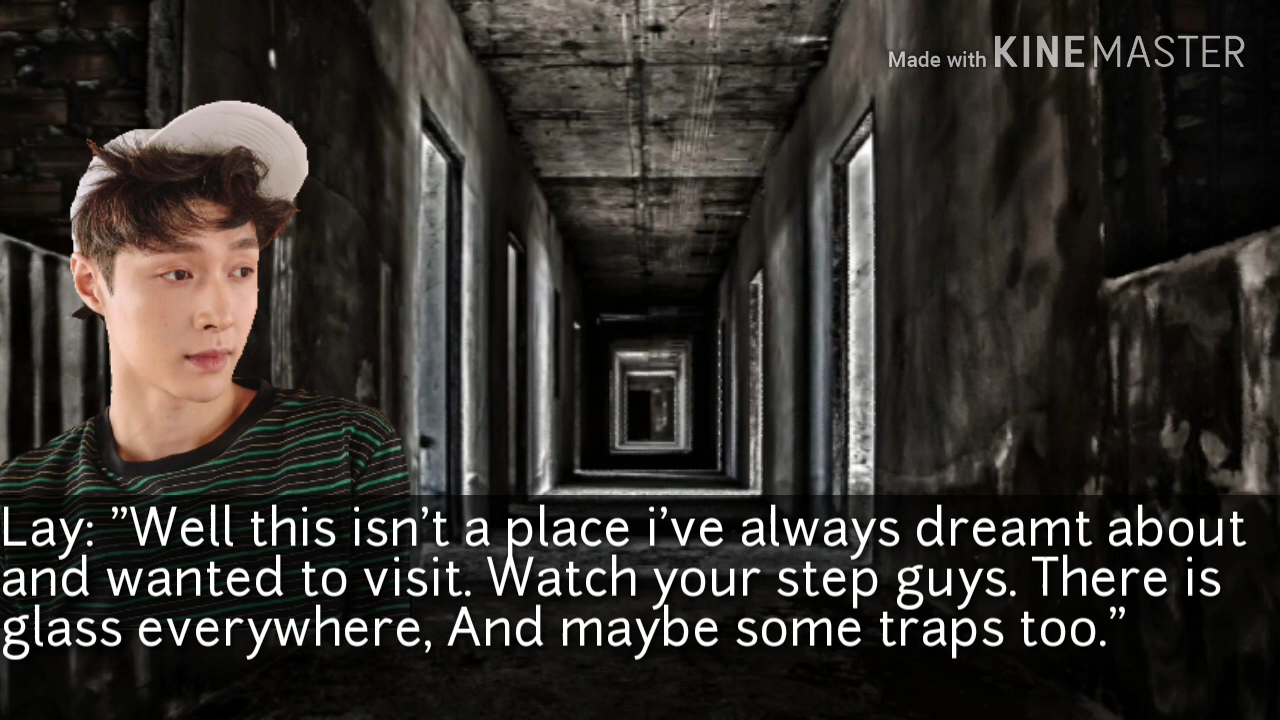 Made with KINEMASTER
Lay: ”Well this isn’t a place i’ve always dreamt about
and wanted to visit. Watch your step guys. There is
glass everywhere, And maybe some traps too.”